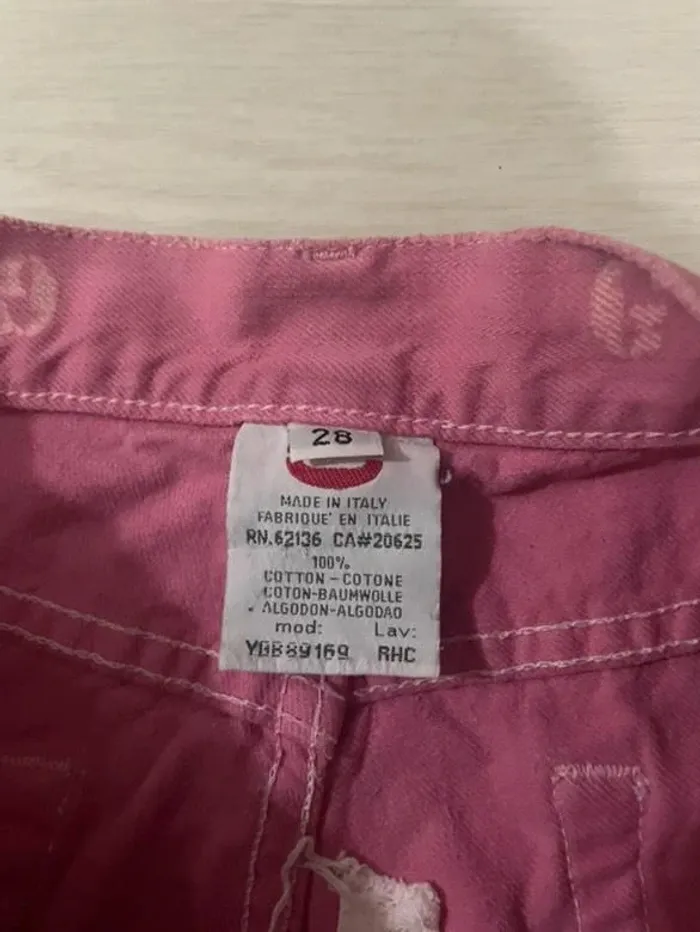 28
MADE IN ITALY
FABRIQUE' EN ITALIE
RN.62136 CA#20625
100%
COTTON - COTONE
COTON-BAUMWOLLE
ALGODON-ALGODAO
mod: Lav:
YGB89169 RHC